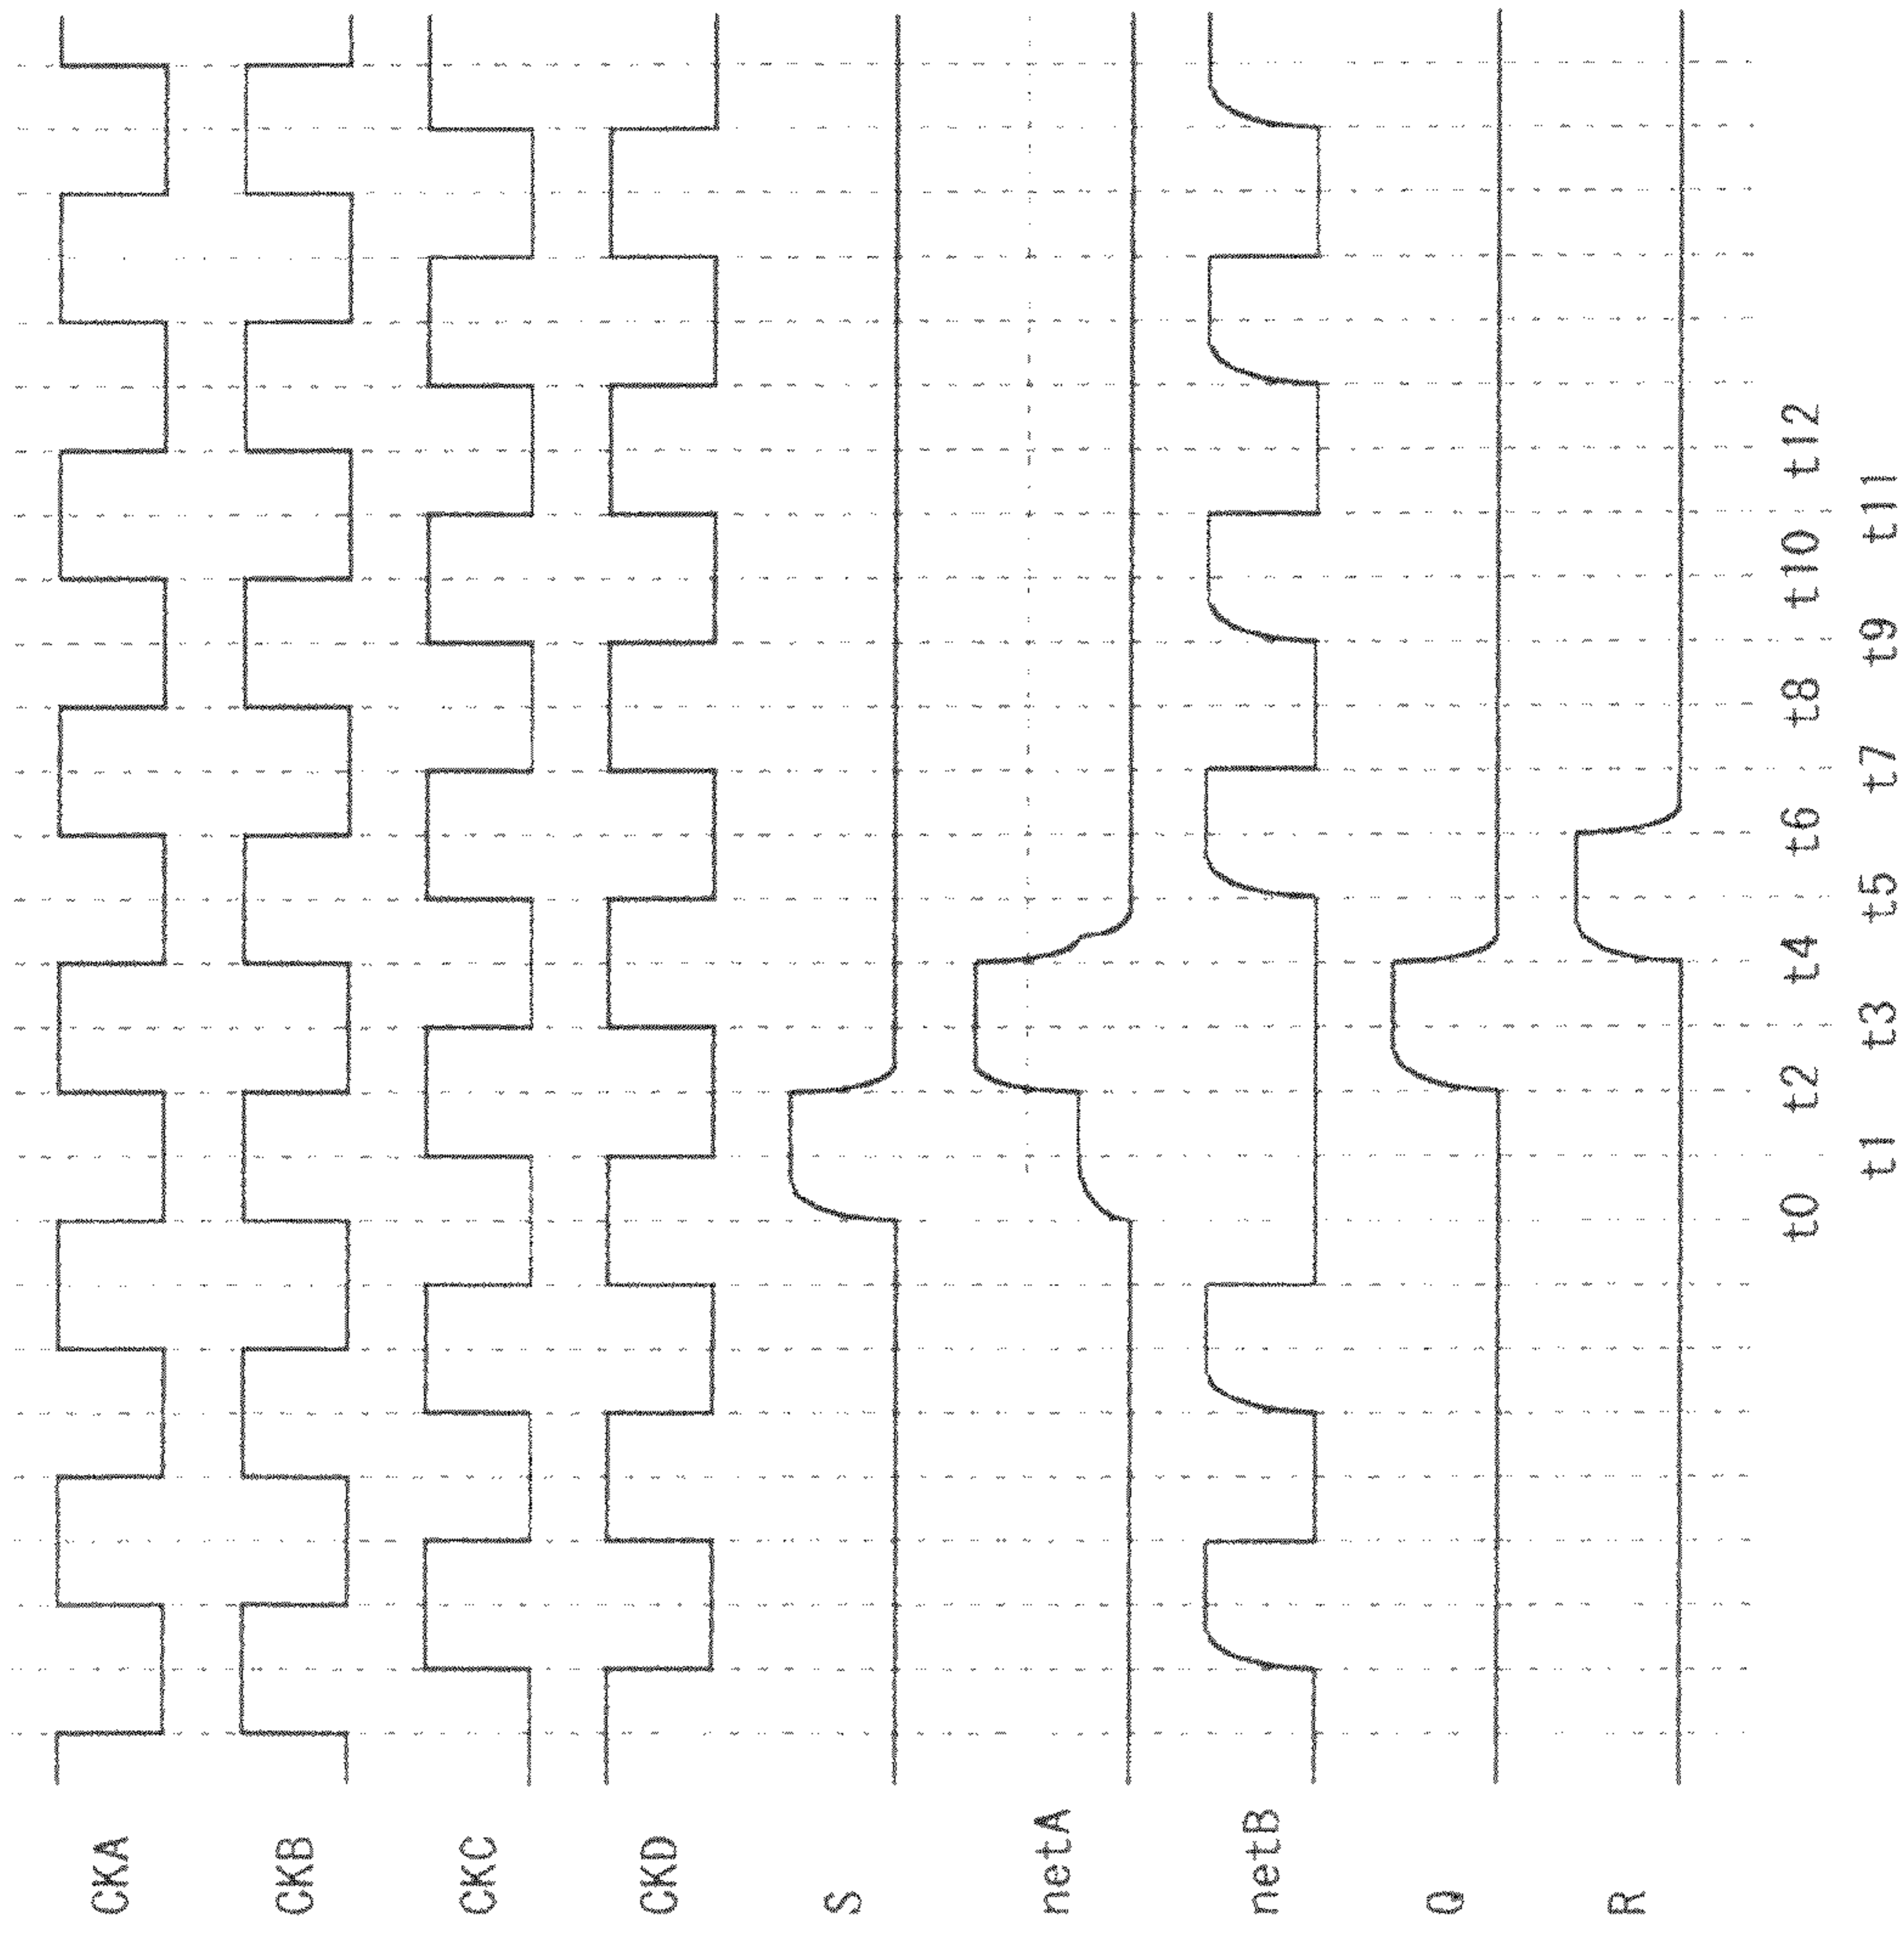 CKA
CKB
CKC
CKD
S
netA
netB
Q
R
t0 t2 t4 t6 t8 t10 t12
t1 t3 t5 t7 t9 t11